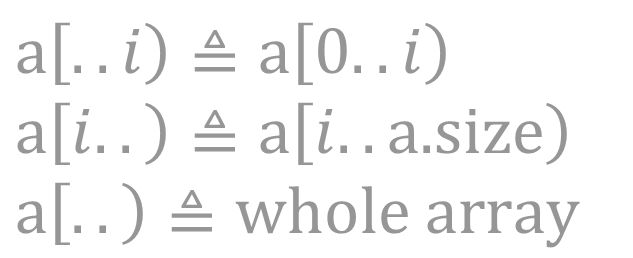 a[..i) ≜ a[0..i)
a[i..) ≜ a[i..a.size)
a[..) ≜ whole array